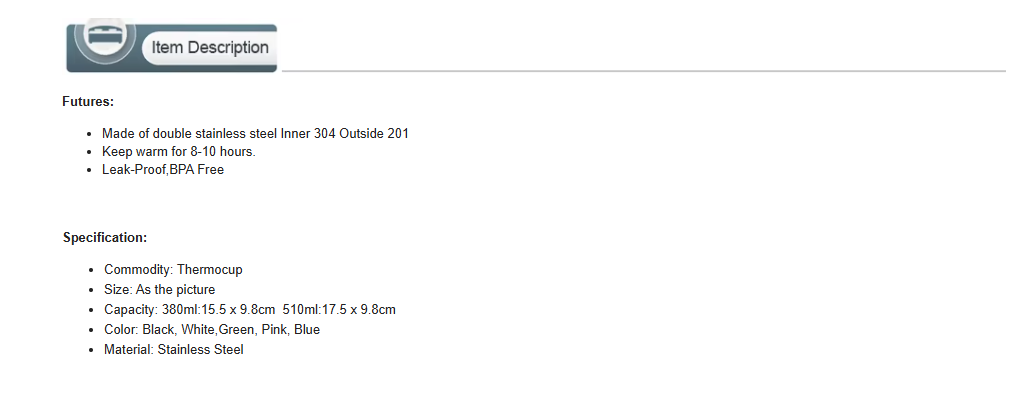 Item Description
Futures:
Made of double stainless steel Inner 304 Outside 201
Keep warm for 8-10 hours.
Leak-Proof,BPA Free
Specification:
Commodity: Thermocup
Size: As the picture
Capacity: 380ml:15.5 x 9.8cm  510ml:17.5 x 9.8cm
Color: Black, White,Green, Pink, Blue
Material: Stainless Steel